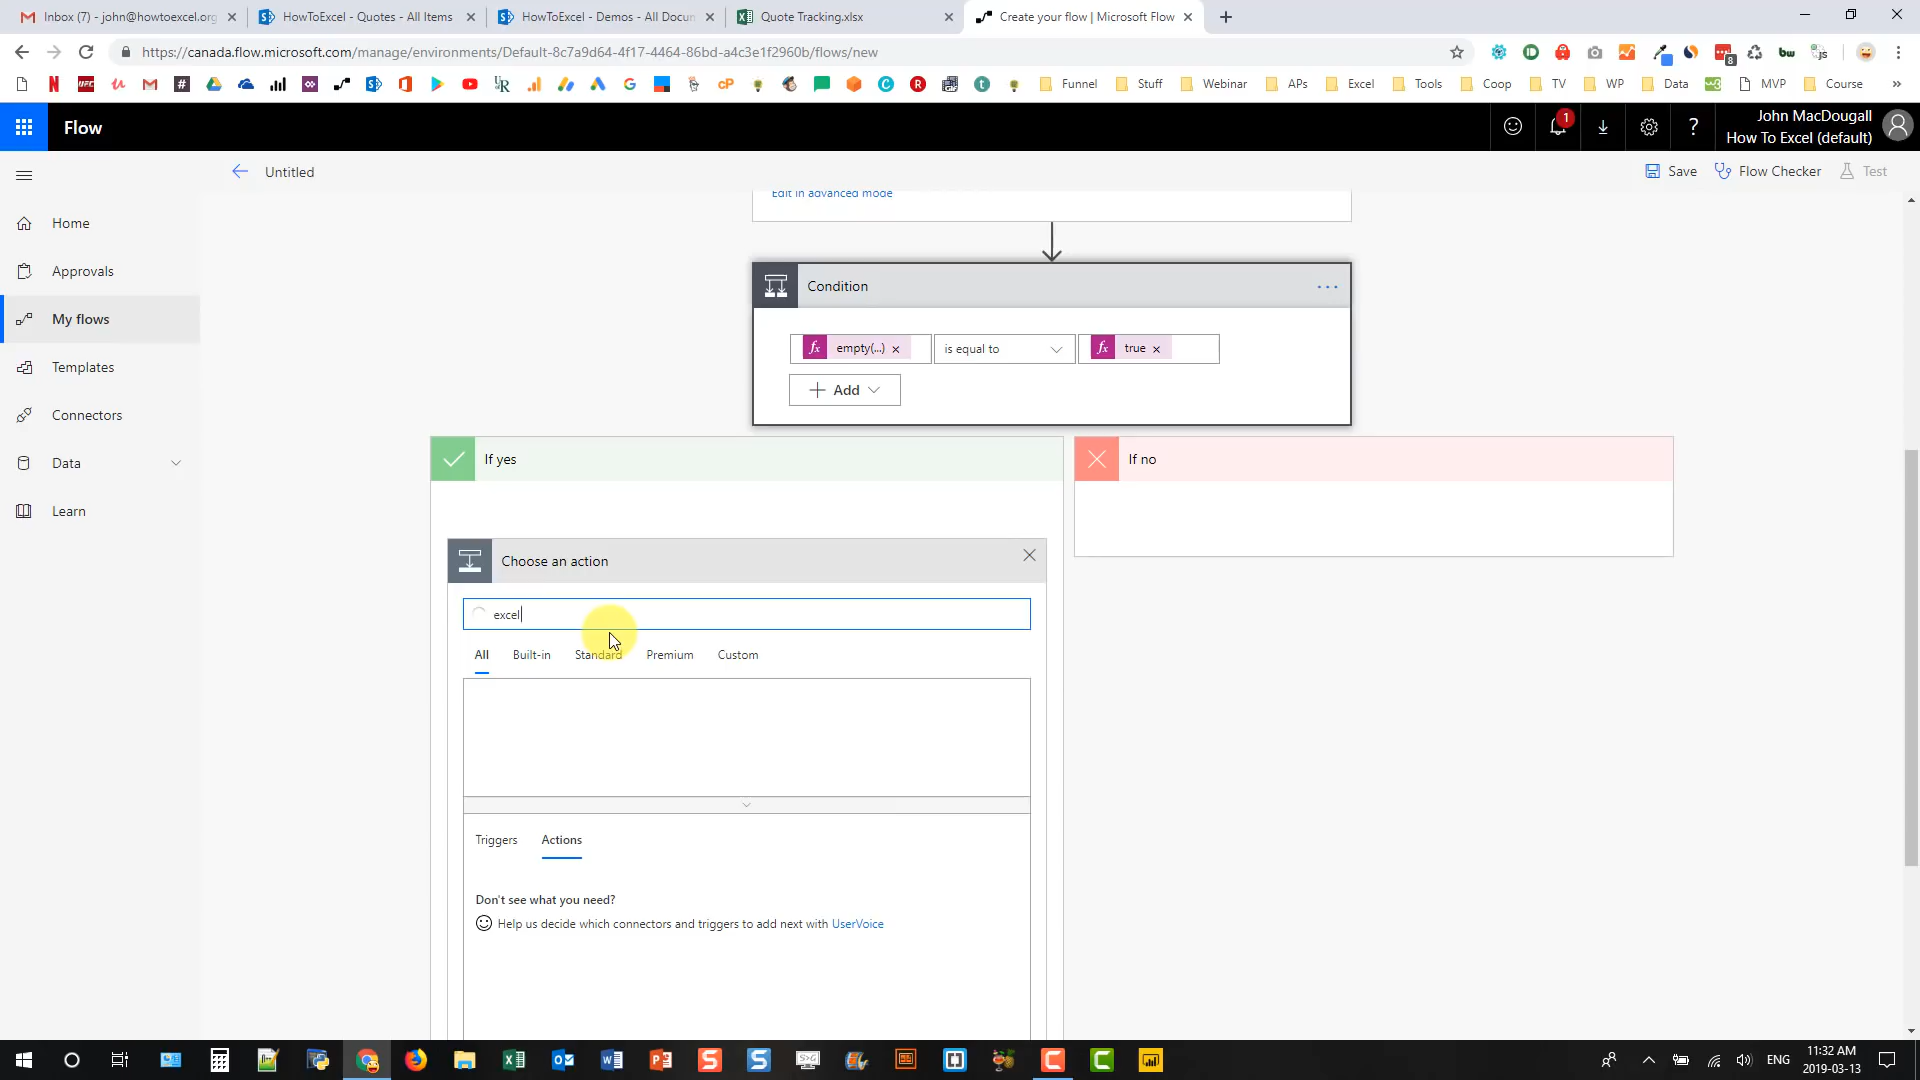 Inbox (7) - john@howtoexcel.org
HowToExcel - Quotes - All Items
HowToExcel - Demos - All Docun
Quote Tracking.xlsx
Create your flow | Microsoft Flow
https://canada.flow.microsoft.com/manage/environments/Default-8c7a9d64-4f17-4464-86bd-a4c3e1f2960b/flows/new
8
Funnel
Stuff
Webinar
APs
Excel
Tools
Coop
TV
WP
Data
MVP
Course
Flow
1
John MacDougall
How To Excel (default)
Untitled
Save
Flow Checker
Test
Home
Approvals
My flows
Templates
Connectors
Data
Learn
Edit in advanced mode
Condition
empty(...)
is equal to
true
Add
If yes
If no
Choose an action
excel
All
Built-in
Standard
Premium
Custom
Triggers
Actions
Don't see what you need?
Help us decide which connectors and triggers to add next with UserVoice
ENG
11:32 AM
2019-03-13